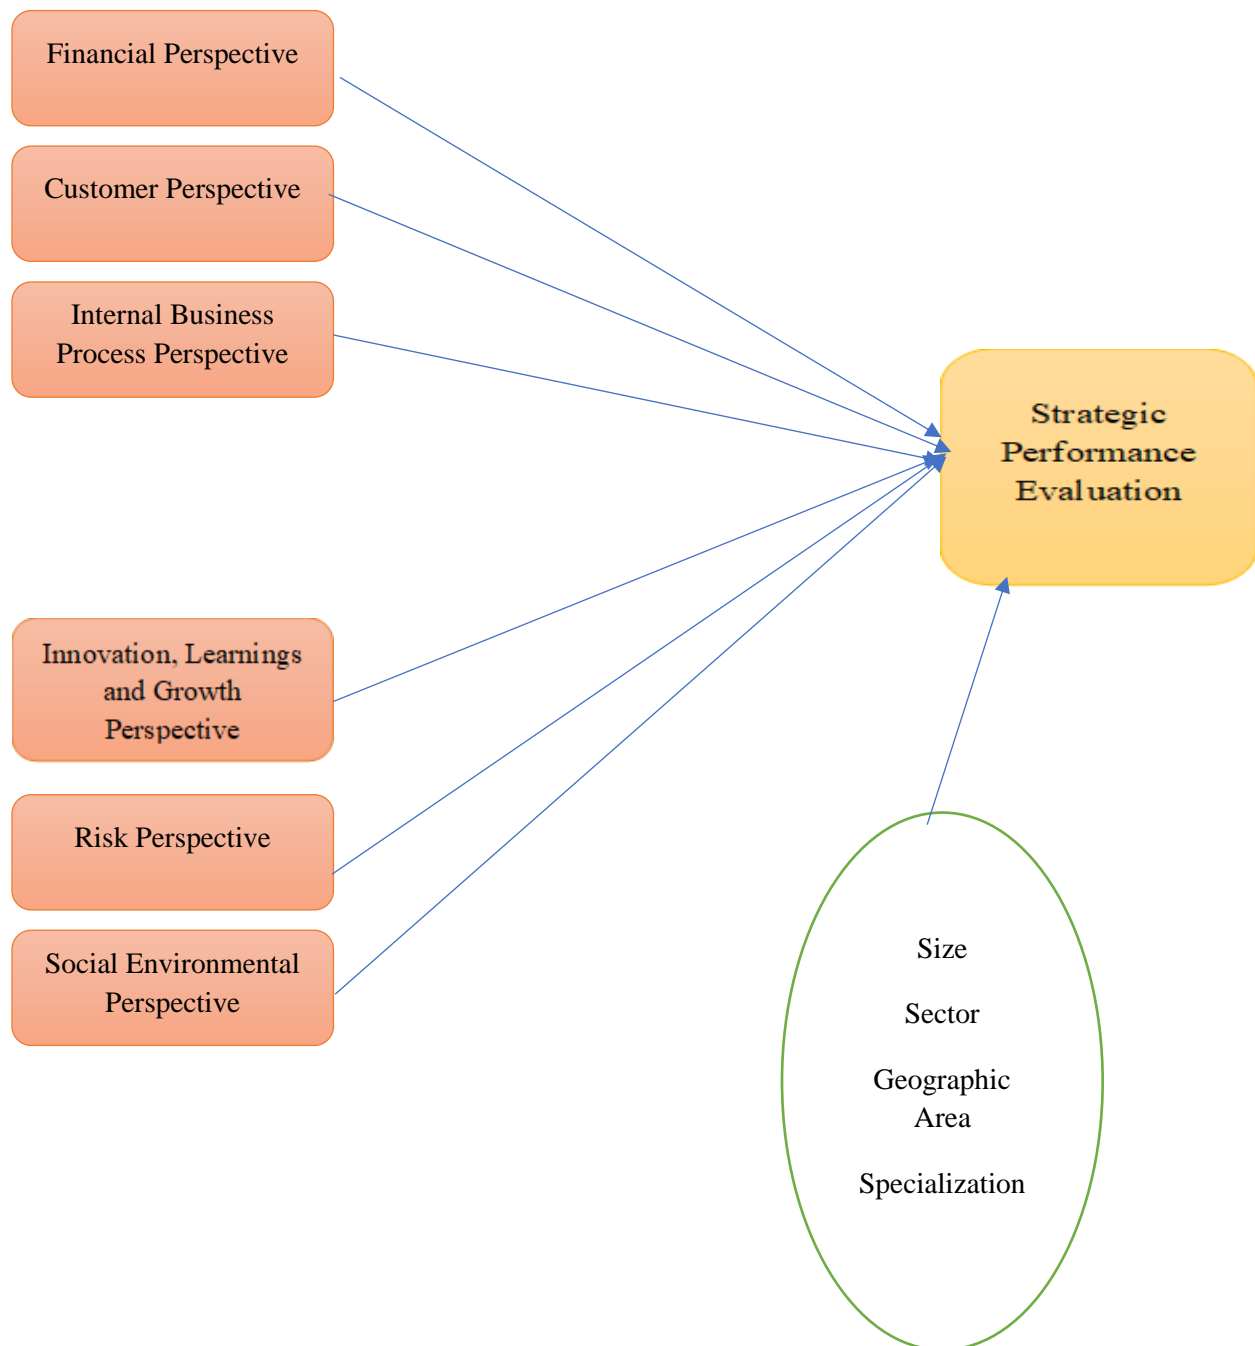 Financial Perspective
Customer Perspective
Internal Business
Process Perspective
Strategic
Performance
Evaluation
Innovation, Learnings
and Growth
Perspective
Risk Perspective
Social Environmental
Perspective
Size
Sector
Geographic
Area
Specialization